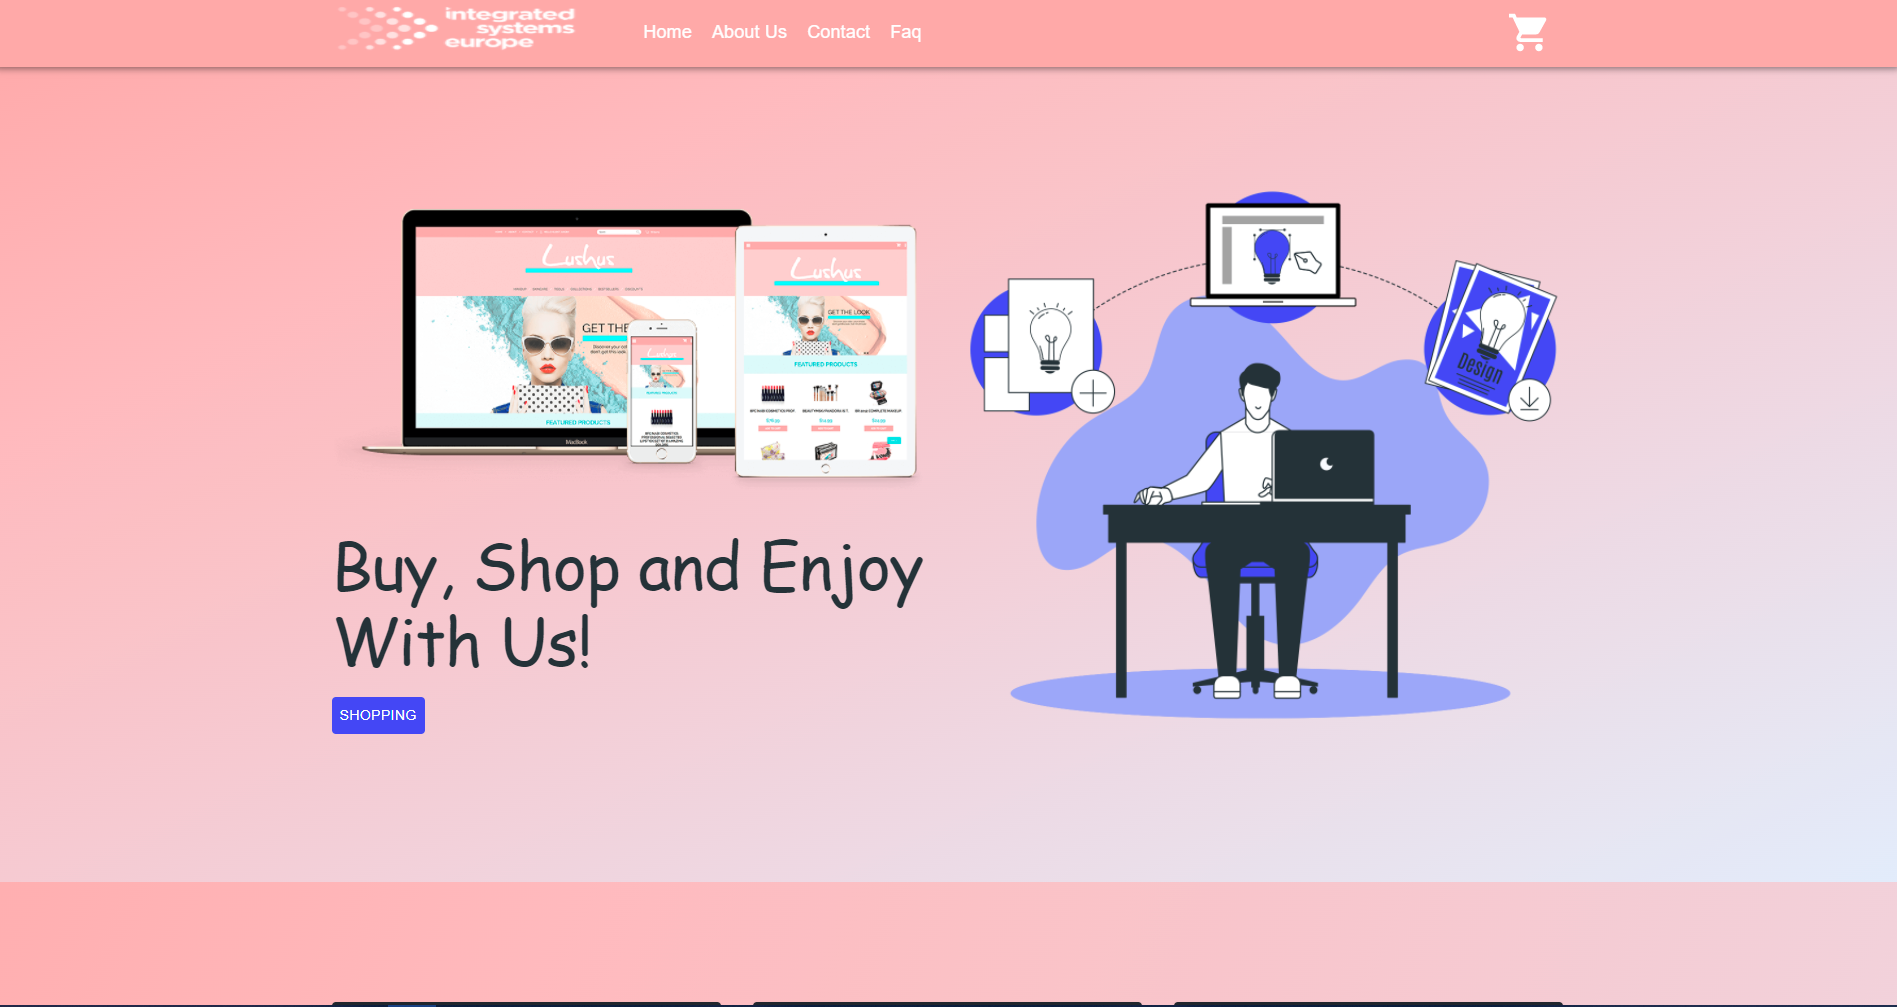 integrated
systems
europe
Home About Us Contact Faq
Lushus
GET THE
FEATURED PRODUCTS
MacBook
Lushus
Lushus
GET THE LOOK
FEATURED PRODUCTS
Design
Buy, Shop and Enjoy
With Us!
SHOPPING